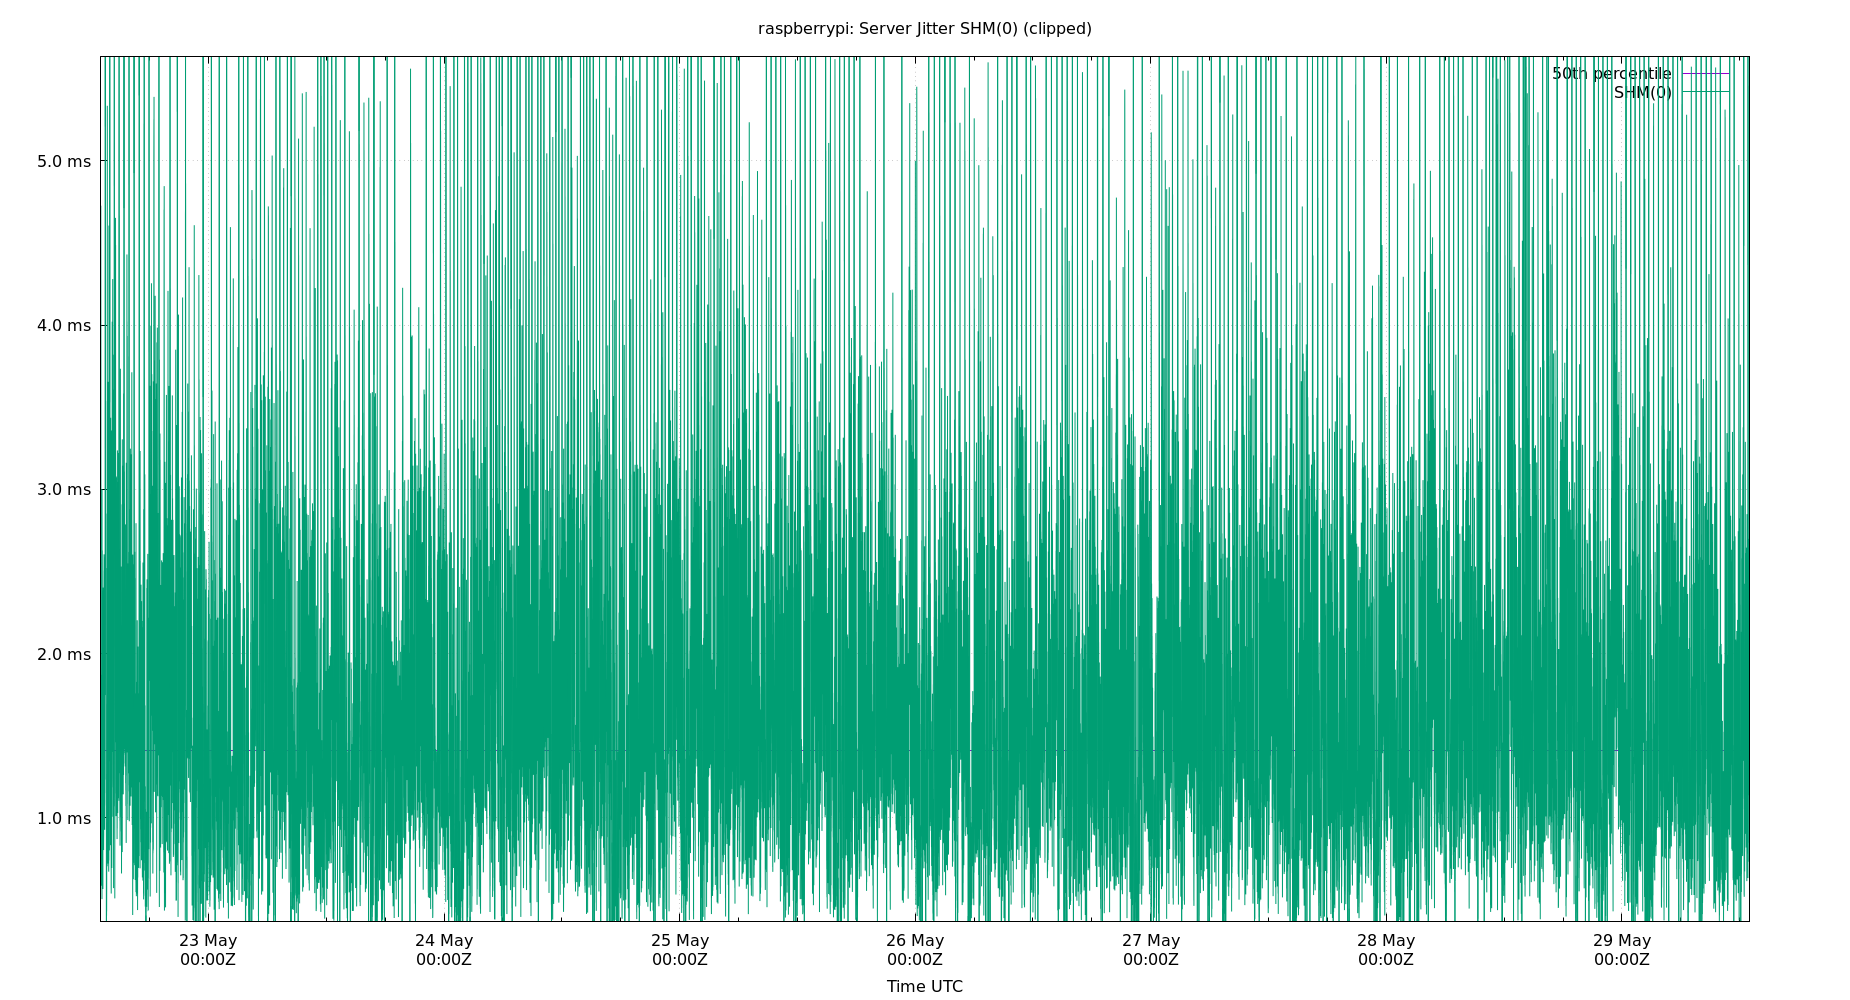 raspberrypi: Server Jitter SHM(0) (clipped)
50th percentile
SHM(0)
5.0 ms
4.0 ms
3.0 ms
2.0 ms
1.0 ms
23 May 24 May 25 May 26 May 27 May 28 May 29 May
00:00Z 00:00Z 00:00Z 00:00Z 00:00Z 00:00Z 00:00Z
Time UTC